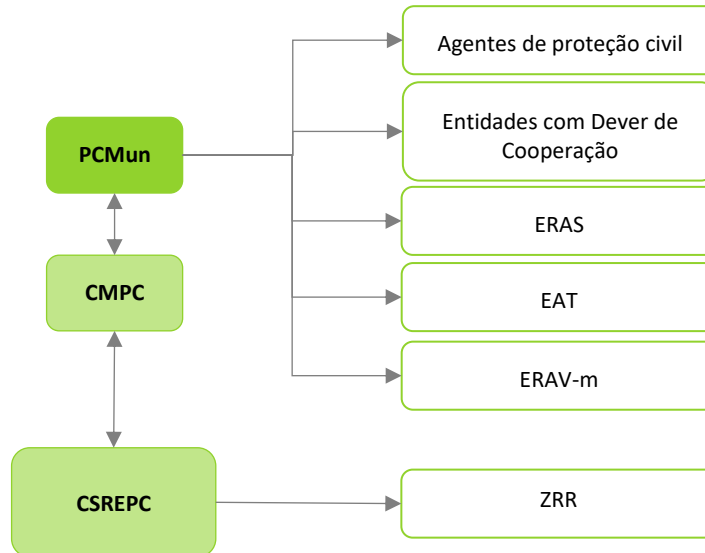 Agentes de proteção civil
PCMun
Entidades com Dever de
Cooperação
ERAS
CMPC
EAT
ERAV-m
CSREPC
ZRR